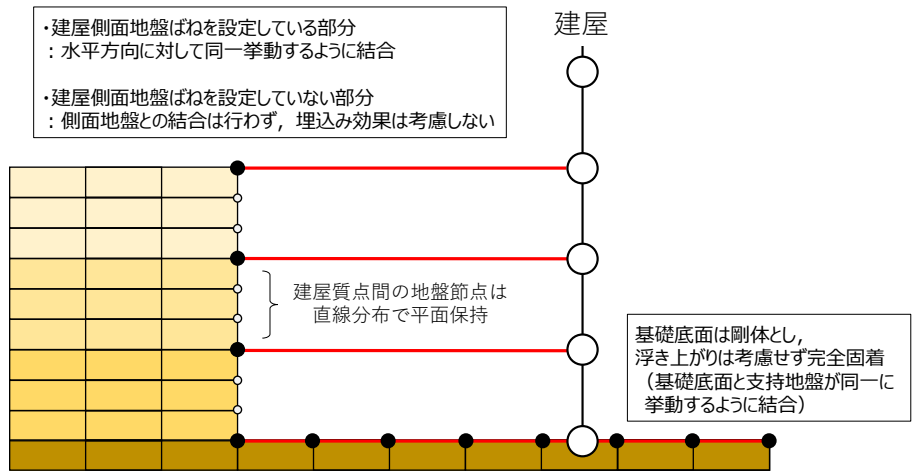 ・建屋側面地盤ばねを設定している部分
：水平方向に対して同一挙動するように結合
・建屋側面地盤ばねを設定していない部分
：側面地盤との結合は行わず，埋込み効果は考慮しない
建屋
建屋質点間の地盤節点は
直線分布で平面保持
基礎底面は剛体とし，
浮き上がりは考慮せず完全固着
（基礎底面と支持地盤が同一に
挙動するように結合）